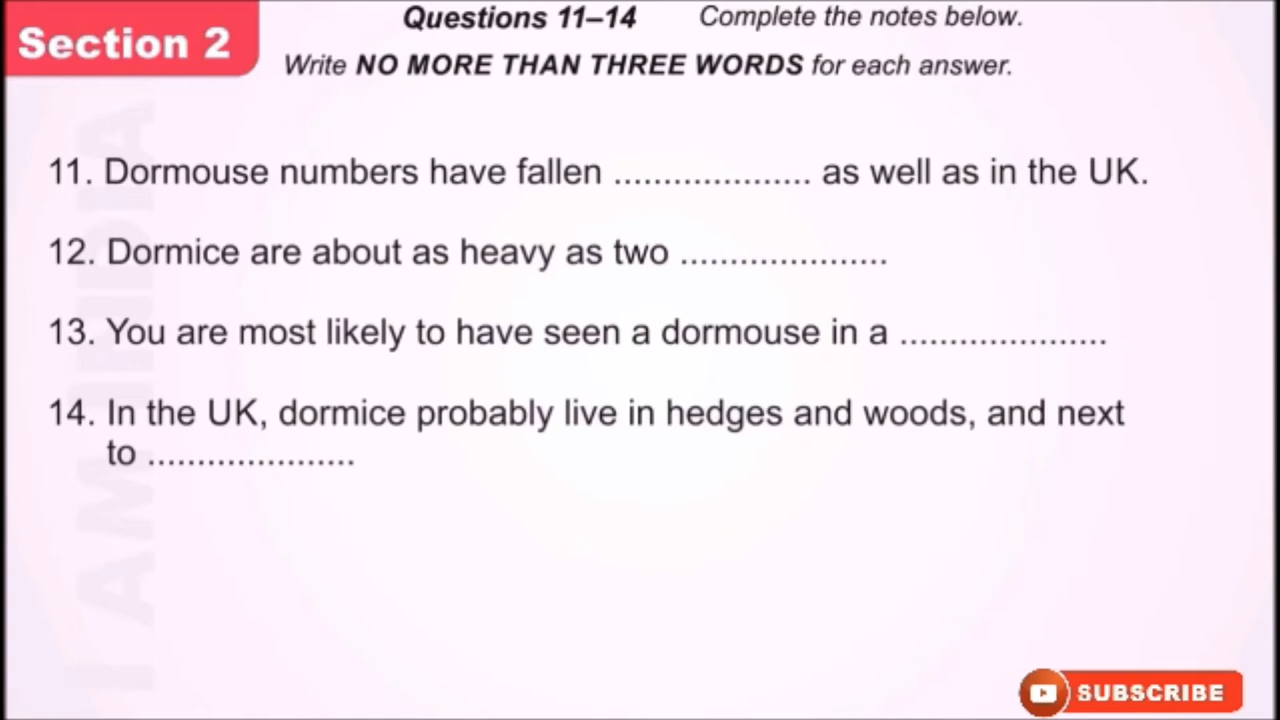 Section 2
Questions 11–14 Complete the notes below.
Write NO MORE THAN THREE WORDS for each answer.
11. Dormouse numbers have fallen .................... as well as in the UK.
12. Dormice are about as heavy as two .....................
13. You are most likely to have seen a dormouse in a .....................
14. In the UK, dormice probably live in hedges and woods, and next
to .....................
SUBSCRIBE